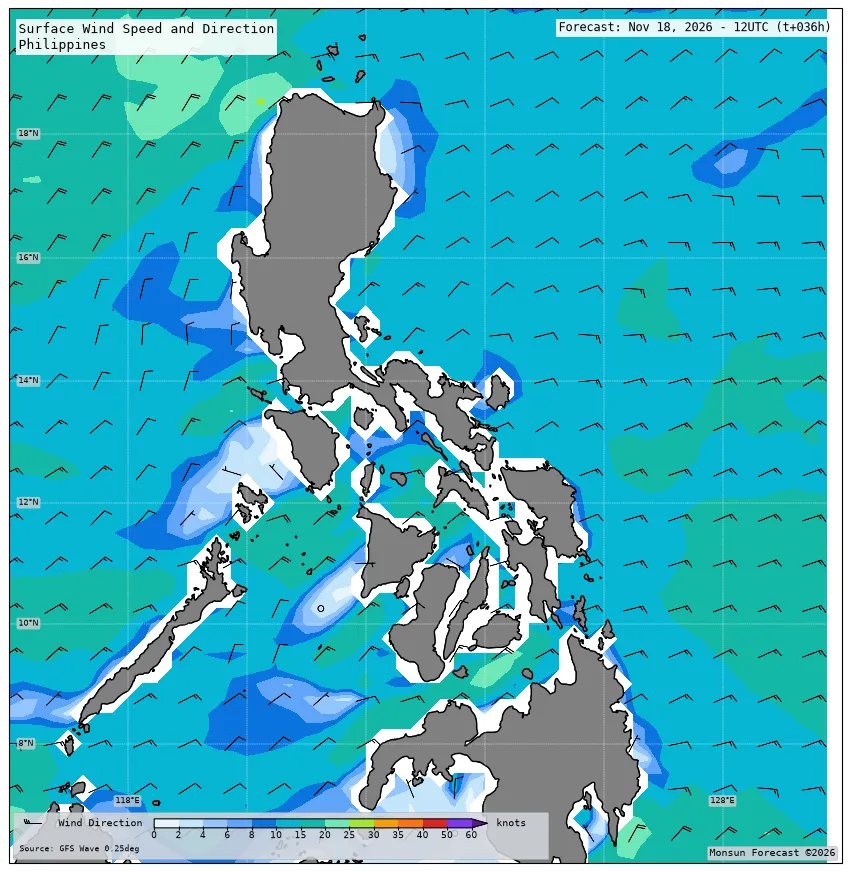 Surface Wind Speed and Direction
Philippines
Forecast: Nov 18, 2026 - 12UTC (t+036h)
18°N
16°N
14°N
12°N
10°N
8°N
118°E
128°E
Wind Direction
knots
0 2 4 6 8 10 15 20 25 30 35 40 50 60
Source: GFS Wave 0.25deg
Monsun Forecast ©2026